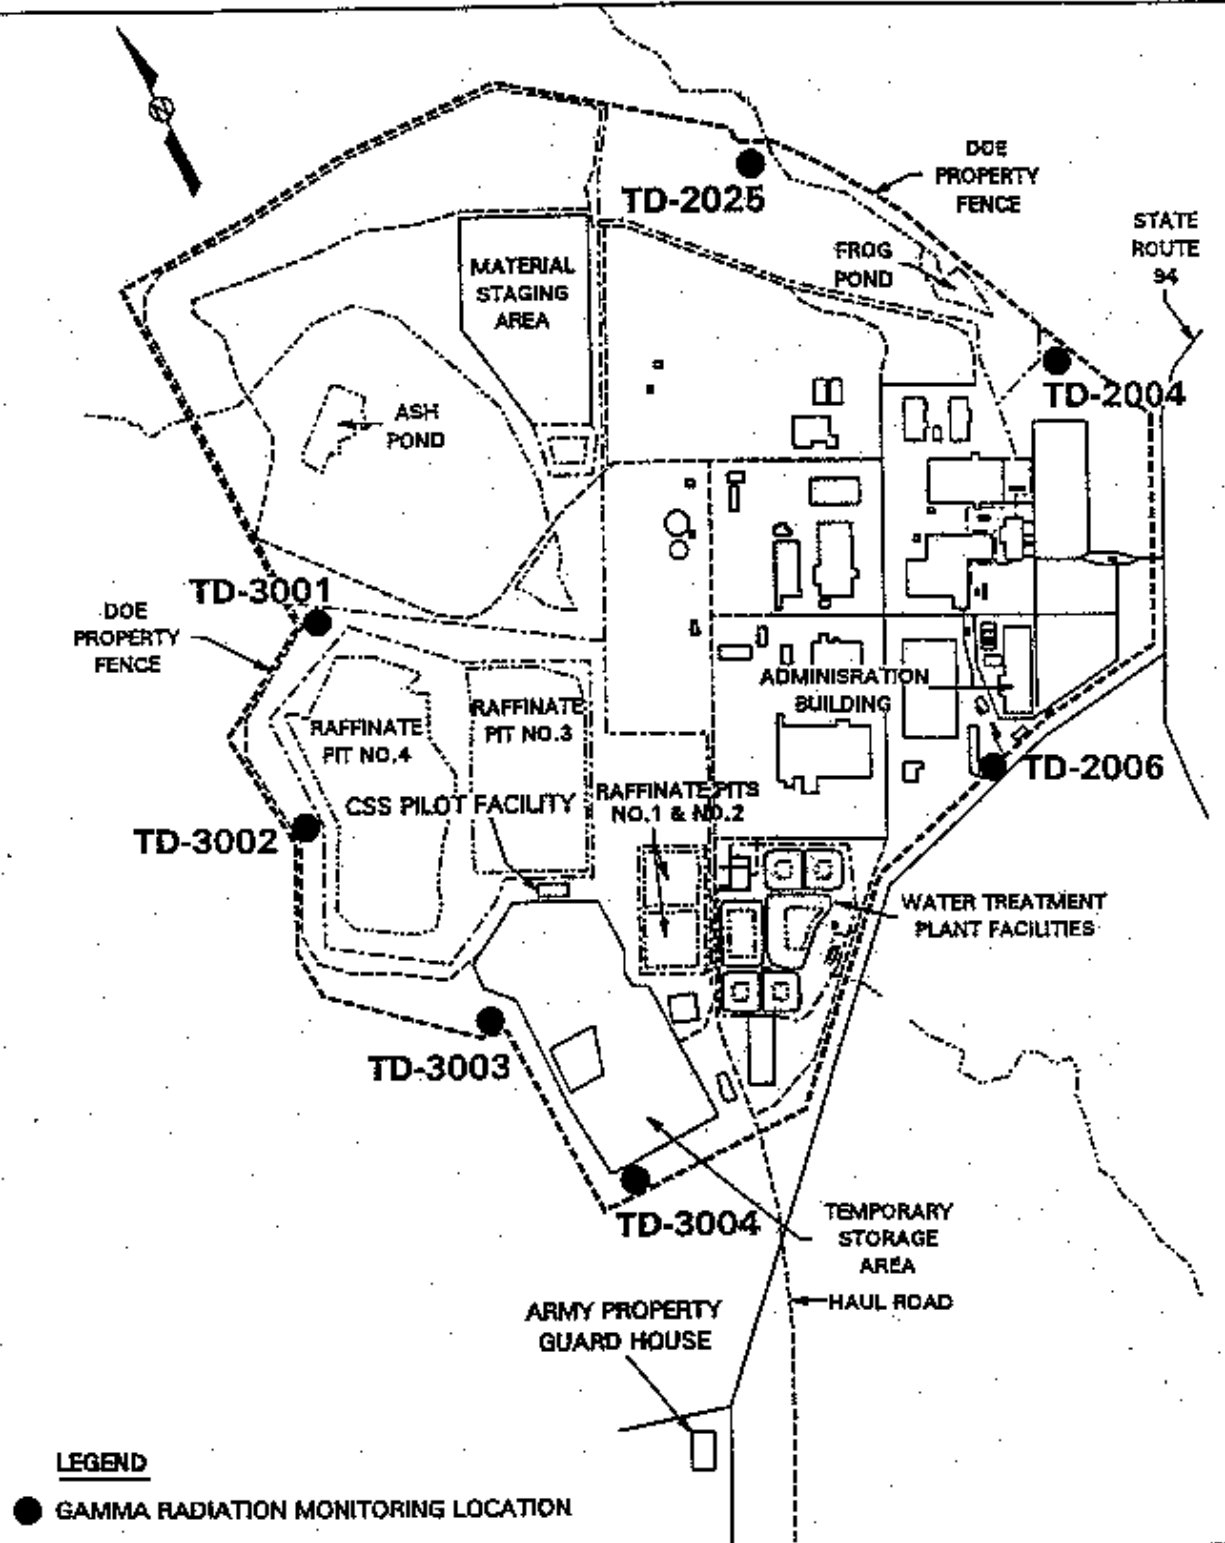 N
DOE
PROPERTY
FENCE
TD-2025
STATE
ROUTE
94
FROG
POND
MATERIAL
STAGING
AREA
TD-2004
ASH
POND
TD-3001
DOE
PROPERTY
FENCE
ADMINISRATION
BUILDING
RAFFINATE
PIT NO.4
RAFFINATE
PIT NO.3
TD-2006
CSS PILOT FACILITY
RAFFINATE PITS
NO.1 & NO.2
TD-3002
WATER TREATMENT
PLANT FACILITIES
TD-3003
TD-3004
TEMPORARY
STORAGE
AREA
HAUL ROAD
ARMY PROPERTY
GUARD HOUSE
LEGEND
GAMMA RADIATION MONITORING LOCATION